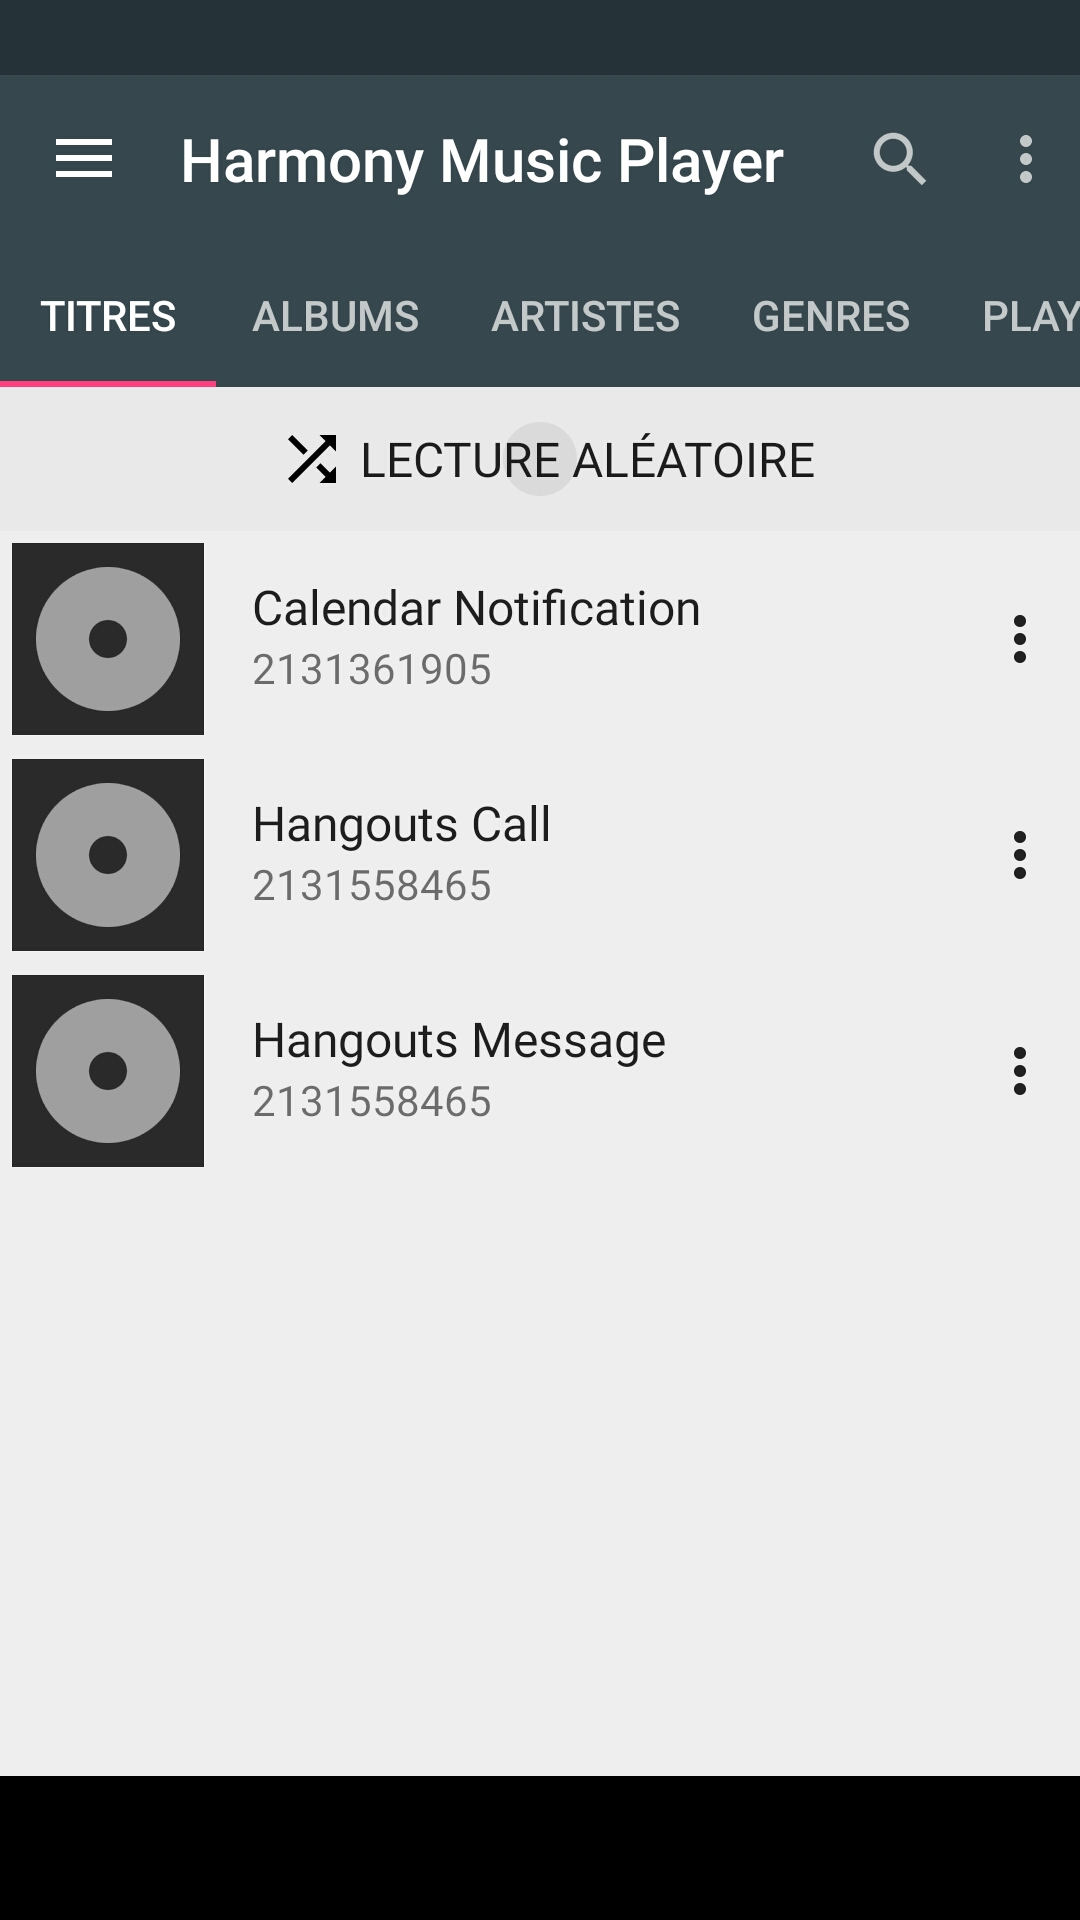 Harmony Music Player
TITRES ALBUMS ARTISTES GENRES PLAY
LECTURE ALÉATOIRE
Calendar Notification
2131361905
Hangouts Call
2131558465
Hangouts Message
2131558465